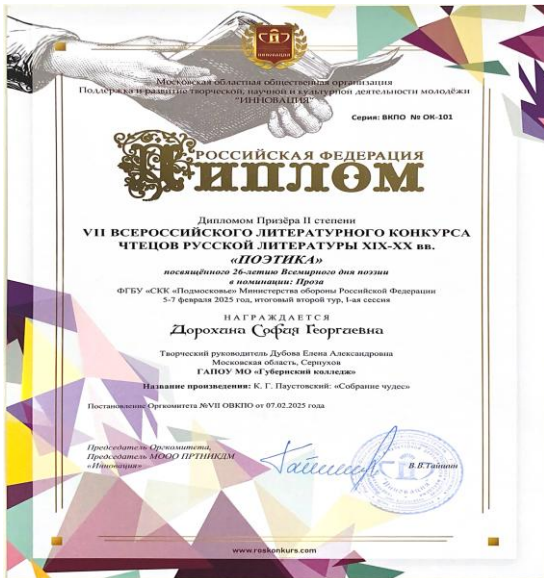 ИННОВАЦИЯ
Московская областная общественная организация
Поддержка и развитие творческой, научной и культурной деятельности молодёжи
"ИННОВАЦИЯ"
Серия: ВКПО № ОК-101
РОССИЙСКАЯ ФЕДЕРАЦИЯ
ДИПЛОМ
Дипломом Призёра II степени
VII ВСЕРОССИЙСКОГО ЛИТЕРАТУРНОГО КОНКУРСА
ЧТЕЦОВ РУССКОЙ ЛИТЕРАТУРЫ XIX-XX вв.
«ПОЭТИКА»
посвящённого 26-летию Всемирного дня поэзии
в номинации: Проза
ФГБУ «СКК «Подмосковье» Министерства обороны Российской Федерации
5-7 февраля 2025 год, итоговый второй тур, I-ая сессия
НАГРАЖДАЕТСЯ
Дорохина София Георгиевна
Творческий руководитель Дубова Елена Александровна
Московская область, Серпухов
ГАПОУ МО «Губернский колледж»
Название произведения: К. Г. Паустовский: «Собрание чудес»
Постановление Оргкомитета №VII ОВКПО от 07.02.2025 года
Председатель Оргкомитета,
Председатель МООО ПРТНИКДМ
«Инновация»
В.В.Тайнин
www.roskonkurs.com